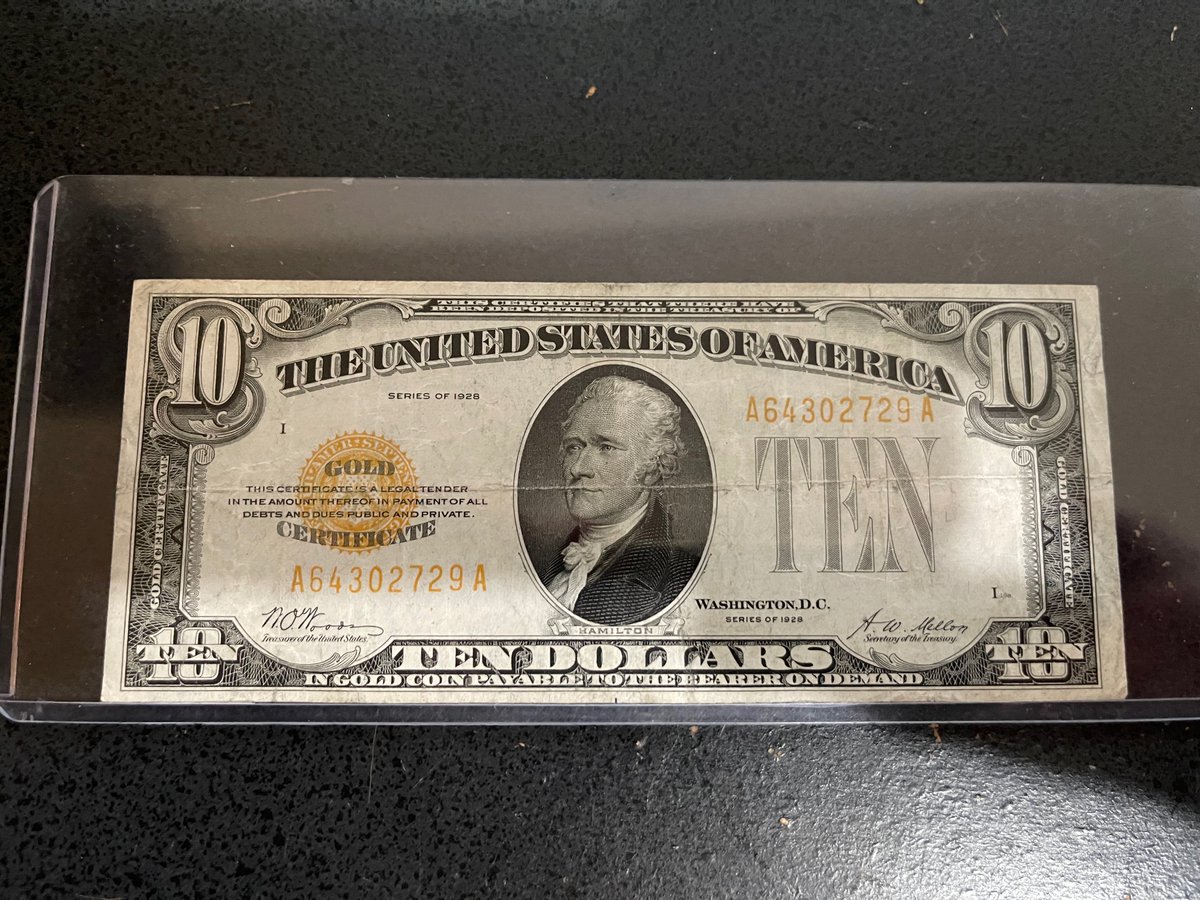 THIS CERTIFIES THAT THERE HAVE
BEEN DEPOSITED IN THE TREASURY OF
10
THE UNITED STATES OF AMERICA
10
SERIES OF 1928
A64302729A
I
GOLD
THIS CERTIFICATE IS A LEGAL TENDER
IN THE AMOUNT THEREOF IN PAYMENT OF ALL
DEBTS AND DUES PUBLIC AND PRIVATE.
CERTIFICATE
TEN
GOLD CERTIFICATE
GOLD CERTIFICATE
A64302729A
I
WASHINGTON, D.C.
SERIES OF 1928
W.O. Woods
Treasurer of the United States.
HAMILTON
A. W. Mellon
Secretary of the Treasury.
10
TEN
TEN DOLLARS
10
TEN
IN GOLD COIN PAYABLE TO THE BEARER ON DEMAND